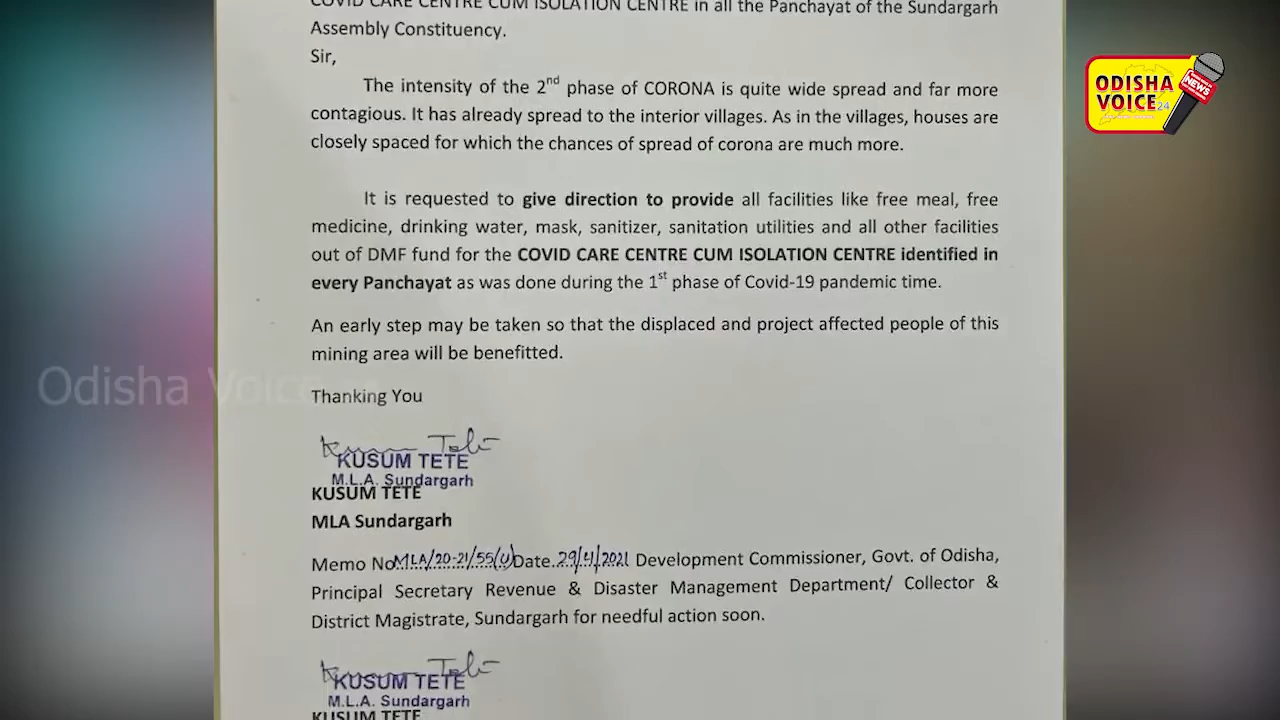 COVID CARE CENTRE CUM ISOLATION CENTRE in all the Panchayat of the Sundargarh
Assembly Constituency.
Sir,
The intensity of the 2nd phase of CORONA is quite wide spread and far more
contagious. It has already spread to the interior villages. As in the villages, houses are
closely spaced for which the chances of spread of corona are much more.
It is requested to give direction to provide all facilities like free meal, free
medicine, drinking water, mask, sanitizer, sanitation utilities and all other facilities
out of DMF fund for the COVID CARE CENTRE CUM ISOLATION CENTRE identified in
every Panchayat as was done during the 1st phase of Covid-19 pandemic time.
An early step may be taken so that the displaced and project affected people of this
mining area will be benefitted.
Thanking You
KUSUM TETE
M.L.A. Sundargarh
KUSUM TETE
MLA Sundargarh
Memo No.MLA/20-21/55(U)Date.29/4/2021 Development Commissioner, Govt. of Odisha,
Principal Secretary Revenue & Disaster Management Department/ Collector &
District Magistrate, Sundargarh for needful action soon.
KUSUM TETE
M.L.A. Sundargarh
KUSUM TETE
ODISHA
VOICE 24
NEWS
Odisha Voice